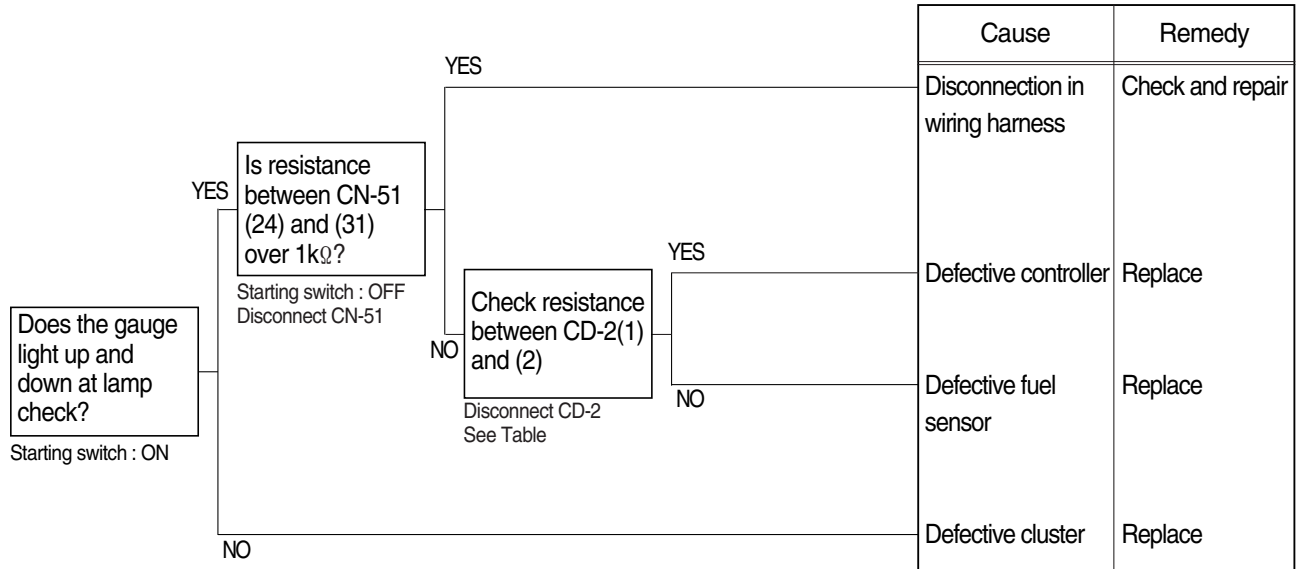 Cause
Remedy
YES
Disconnection in
wiring harness
Check and repair
YES
Is resistance
between CN-51
(24) and (31)
over 1kΩ?
Starting switch : OFF
Disconnect CN-51
YES
Defective controller
Replace
NO
Check resistance
between CD-2(1)
and (2)
Disconnect CD-2
See Table
NO
Defective fuel
sensor
Replace
Does the gauge
light up and
down at lamp
check?
Starting switch : ON
NO
Defective cluster
Replace